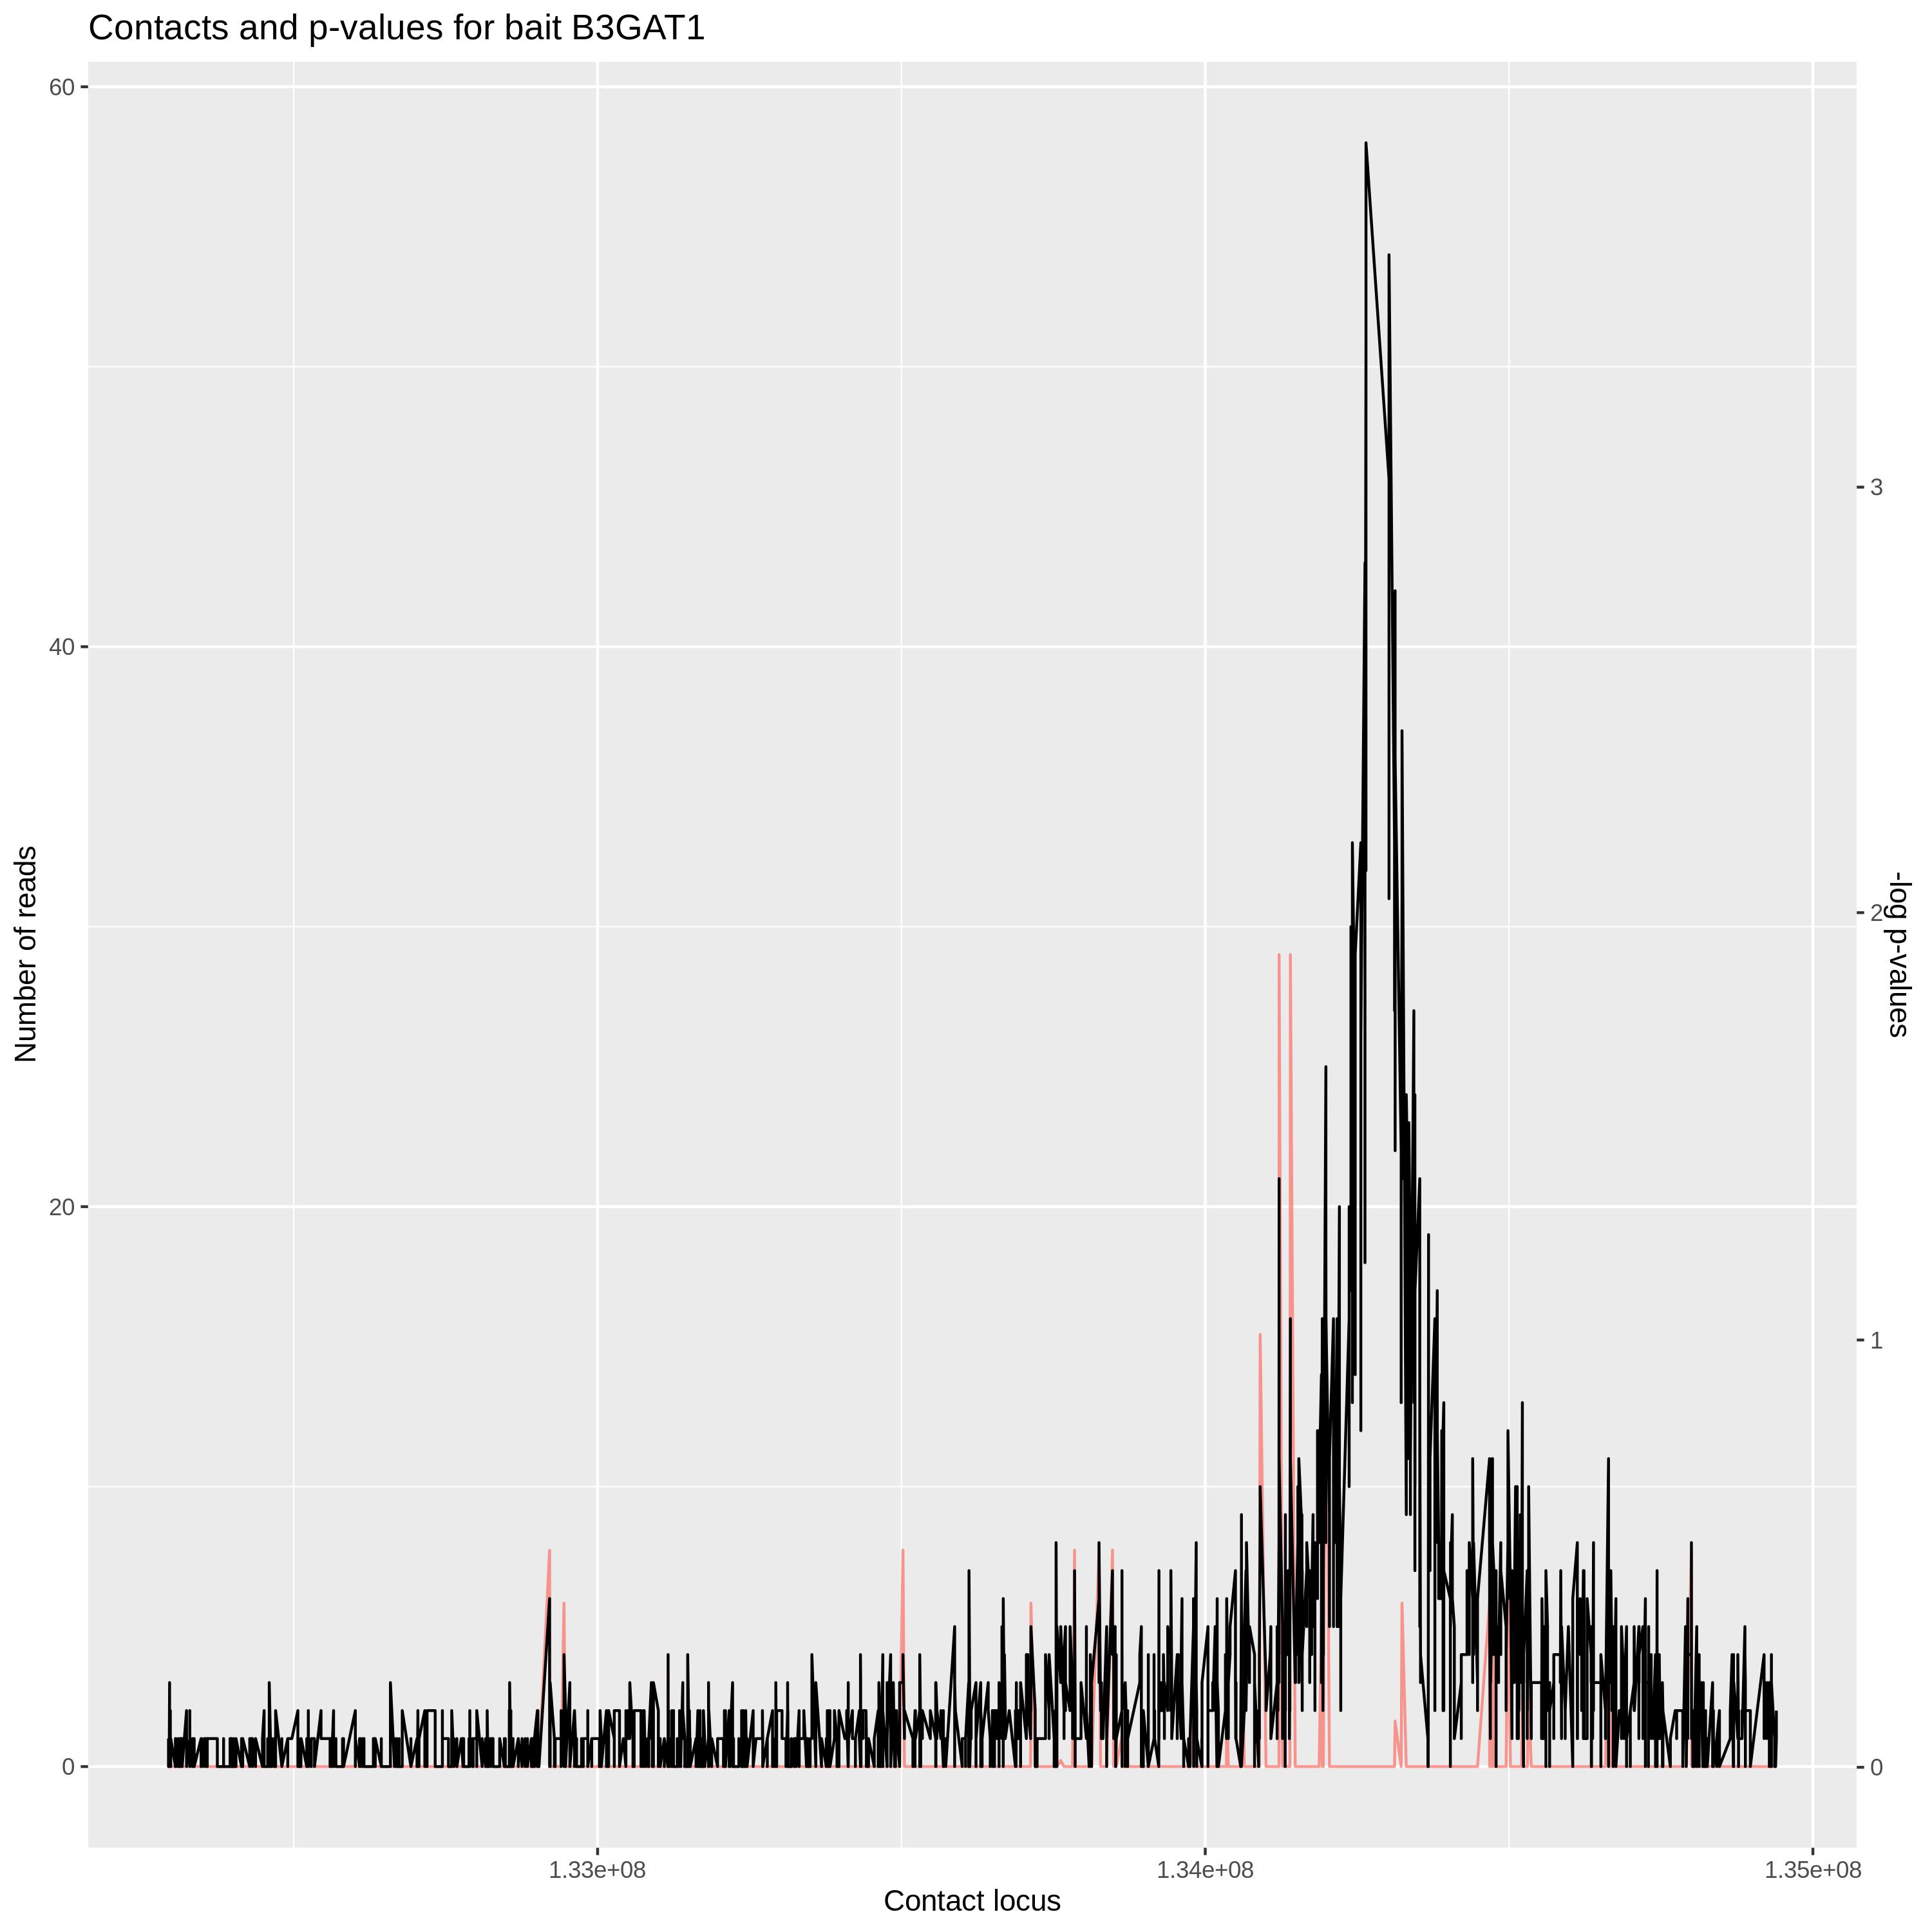 Contacts and p-values for bait B3GAT1
60
40
20
0
Number of reads
3
2
1
0
-log p-values
1.33e+08
1.34e+08
1.35e+08
Contact locus